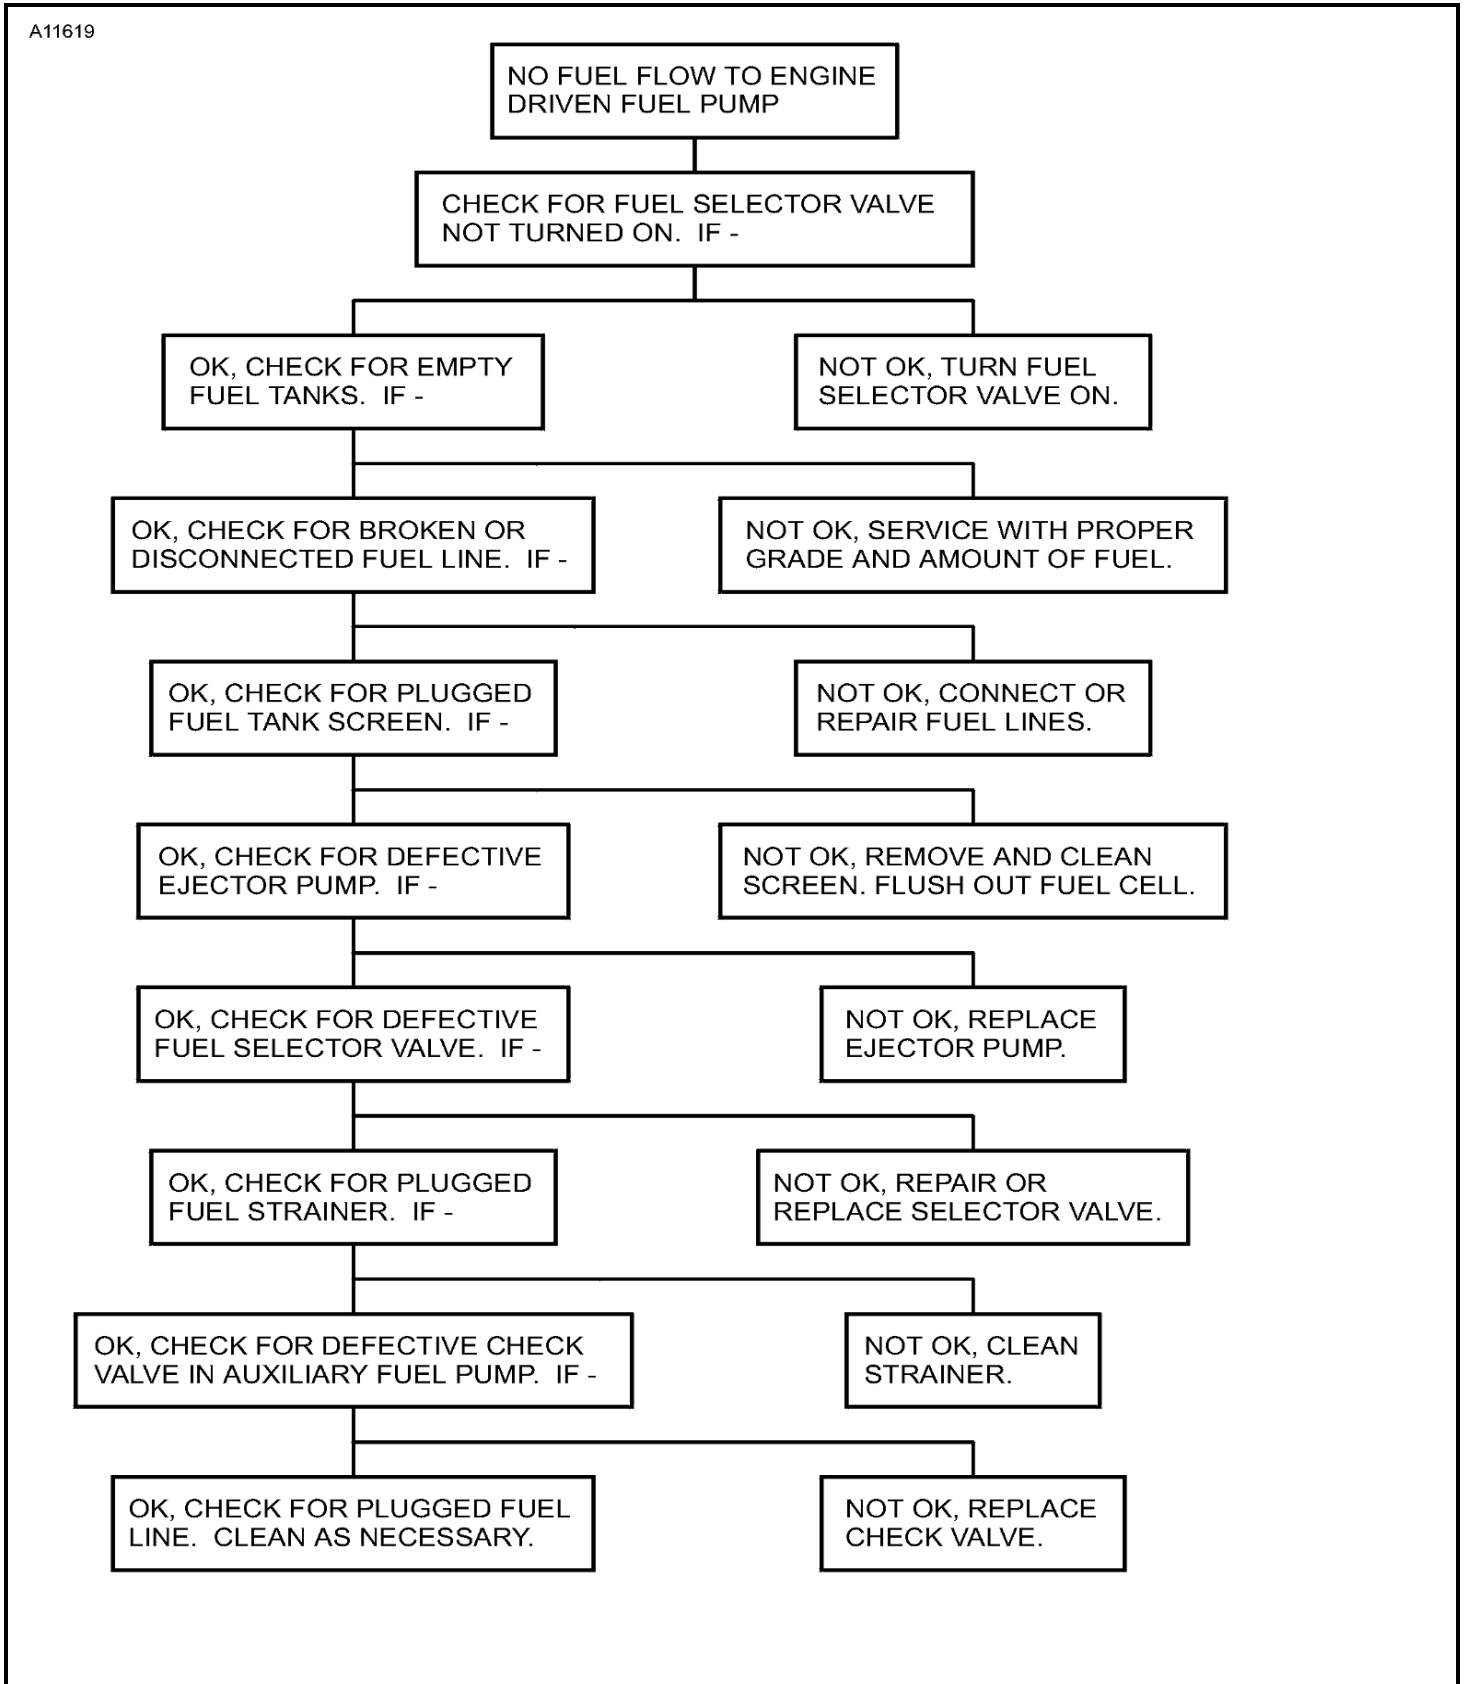 A11619
NO FUEL FLOW TO ENGINE
DRIVEN FUEL PUMP
CHECK FOR FUEL SELECTOR VALVE
NOT TURNED ON.  IF -
OK, CHECK FOR EMPTY
FUEL TANKS.  IF -
NOT OK, TURN FUEL
SELECTOR VALVE ON.
OK, CHECK FOR BROKEN OR
DISCONNECTED FUEL LINE.  IF -
NOT OK, SERVICE WITH PROPER
GRADE AND AMOUNT OF FUEL.
OK, CHECK FOR PLUGGED
FUEL TANK SCREEN.  IF -
NOT OK, CONNECT OR
REPAIR FUEL LINES.
OK, CHECK FOR DEFECTIVE
EJECTOR PUMP.  IF -
NOT OK, REMOVE AND CLEAN
SCREEN. FLUSH OUT FUEL CELL.
OK, CHECK FOR DEFECTIVE
FUEL SELECTOR VALVE.  IF -
NOT OK, REPLACE
EJECTOR PUMP.
OK, CHECK FOR PLUGGED
FUEL STRAINER.  IF -
NOT OK, REPAIR OR
REPLACE SELECTOR VALVE.
OK, CHECK FOR DEFECTIVE CHECK
VALVE IN AUXILIARY FUEL PUMP.  IF -
NOT OK, CLEAN
STRAINER.
OK, CHECK FOR PLUGGED FUEL
LINE.  CLEAN AS NECESSARY.
NOT OK, REPLACE
CHECK VALVE.